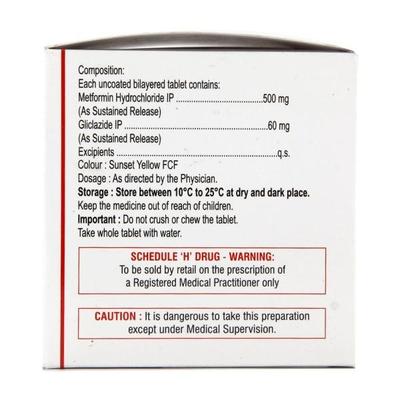 Composition:
Each uncoated bilayered tablet contains:
Metformin Hydrochloride IP ............................500 mg
(As Sustained Release)
Gliclazide IP ...............................................60 mg
(As Sustained Release)
Excipients ...................................................q.s.
Colour : Sunset Yellow FCF
Dosage : As directed by the Physician.
Storage : Store between 10°C to 25°C at dry and dark place.
Keep the medicine out of reach of children.
Important : Do not crush or chew the tablet.
Take whole tablet with water.
SCHEDULE 'H' DRUG - WARNING:
To be sold by retail on the prescription of
a Registered Medical Practitioner only
CAUTION : It is dangerous to take this preparation
except under Medical Supervision.